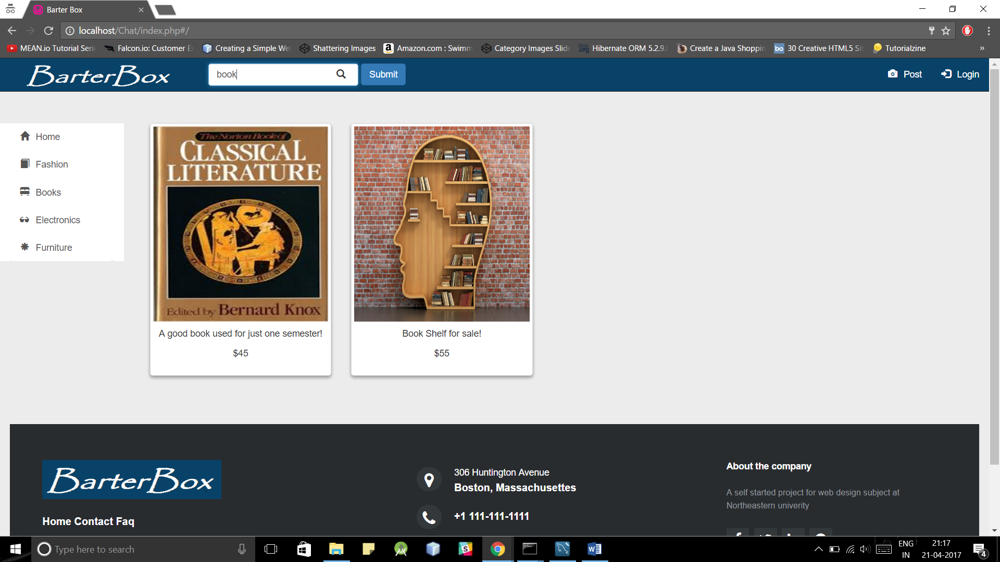 Barter Box
localhost/Chat/index.php#/
MEAN.io Tutorial Seri
Falcon.io: Customer E
Creating a Simple We
Shattering Images
Amazon.com : Swimm
Category Images Slide
Hibernate ORM 5.2.9.
Create a Java Shoppin
30 Creative HTML5 Si
Tutorialzine
BarterBox
book
Submit
Post
Login
Home
Fashion
Books
Electronics
Furniture
The Norton Book of
CLASSICAL
LITERATURE
Edited by Bernard Knox
A good book used for just one semester!
$45
Book Shelf for sale!
$55
BarterBox
Home Contact Faq
306 Huntington Avenue
Boston, Massachusettes
+1 111-111-1111
About the company
A self started project for web design subject at
Northeastern univerity
Type here to search
ENG
IN
21:17
21-04-2017
4